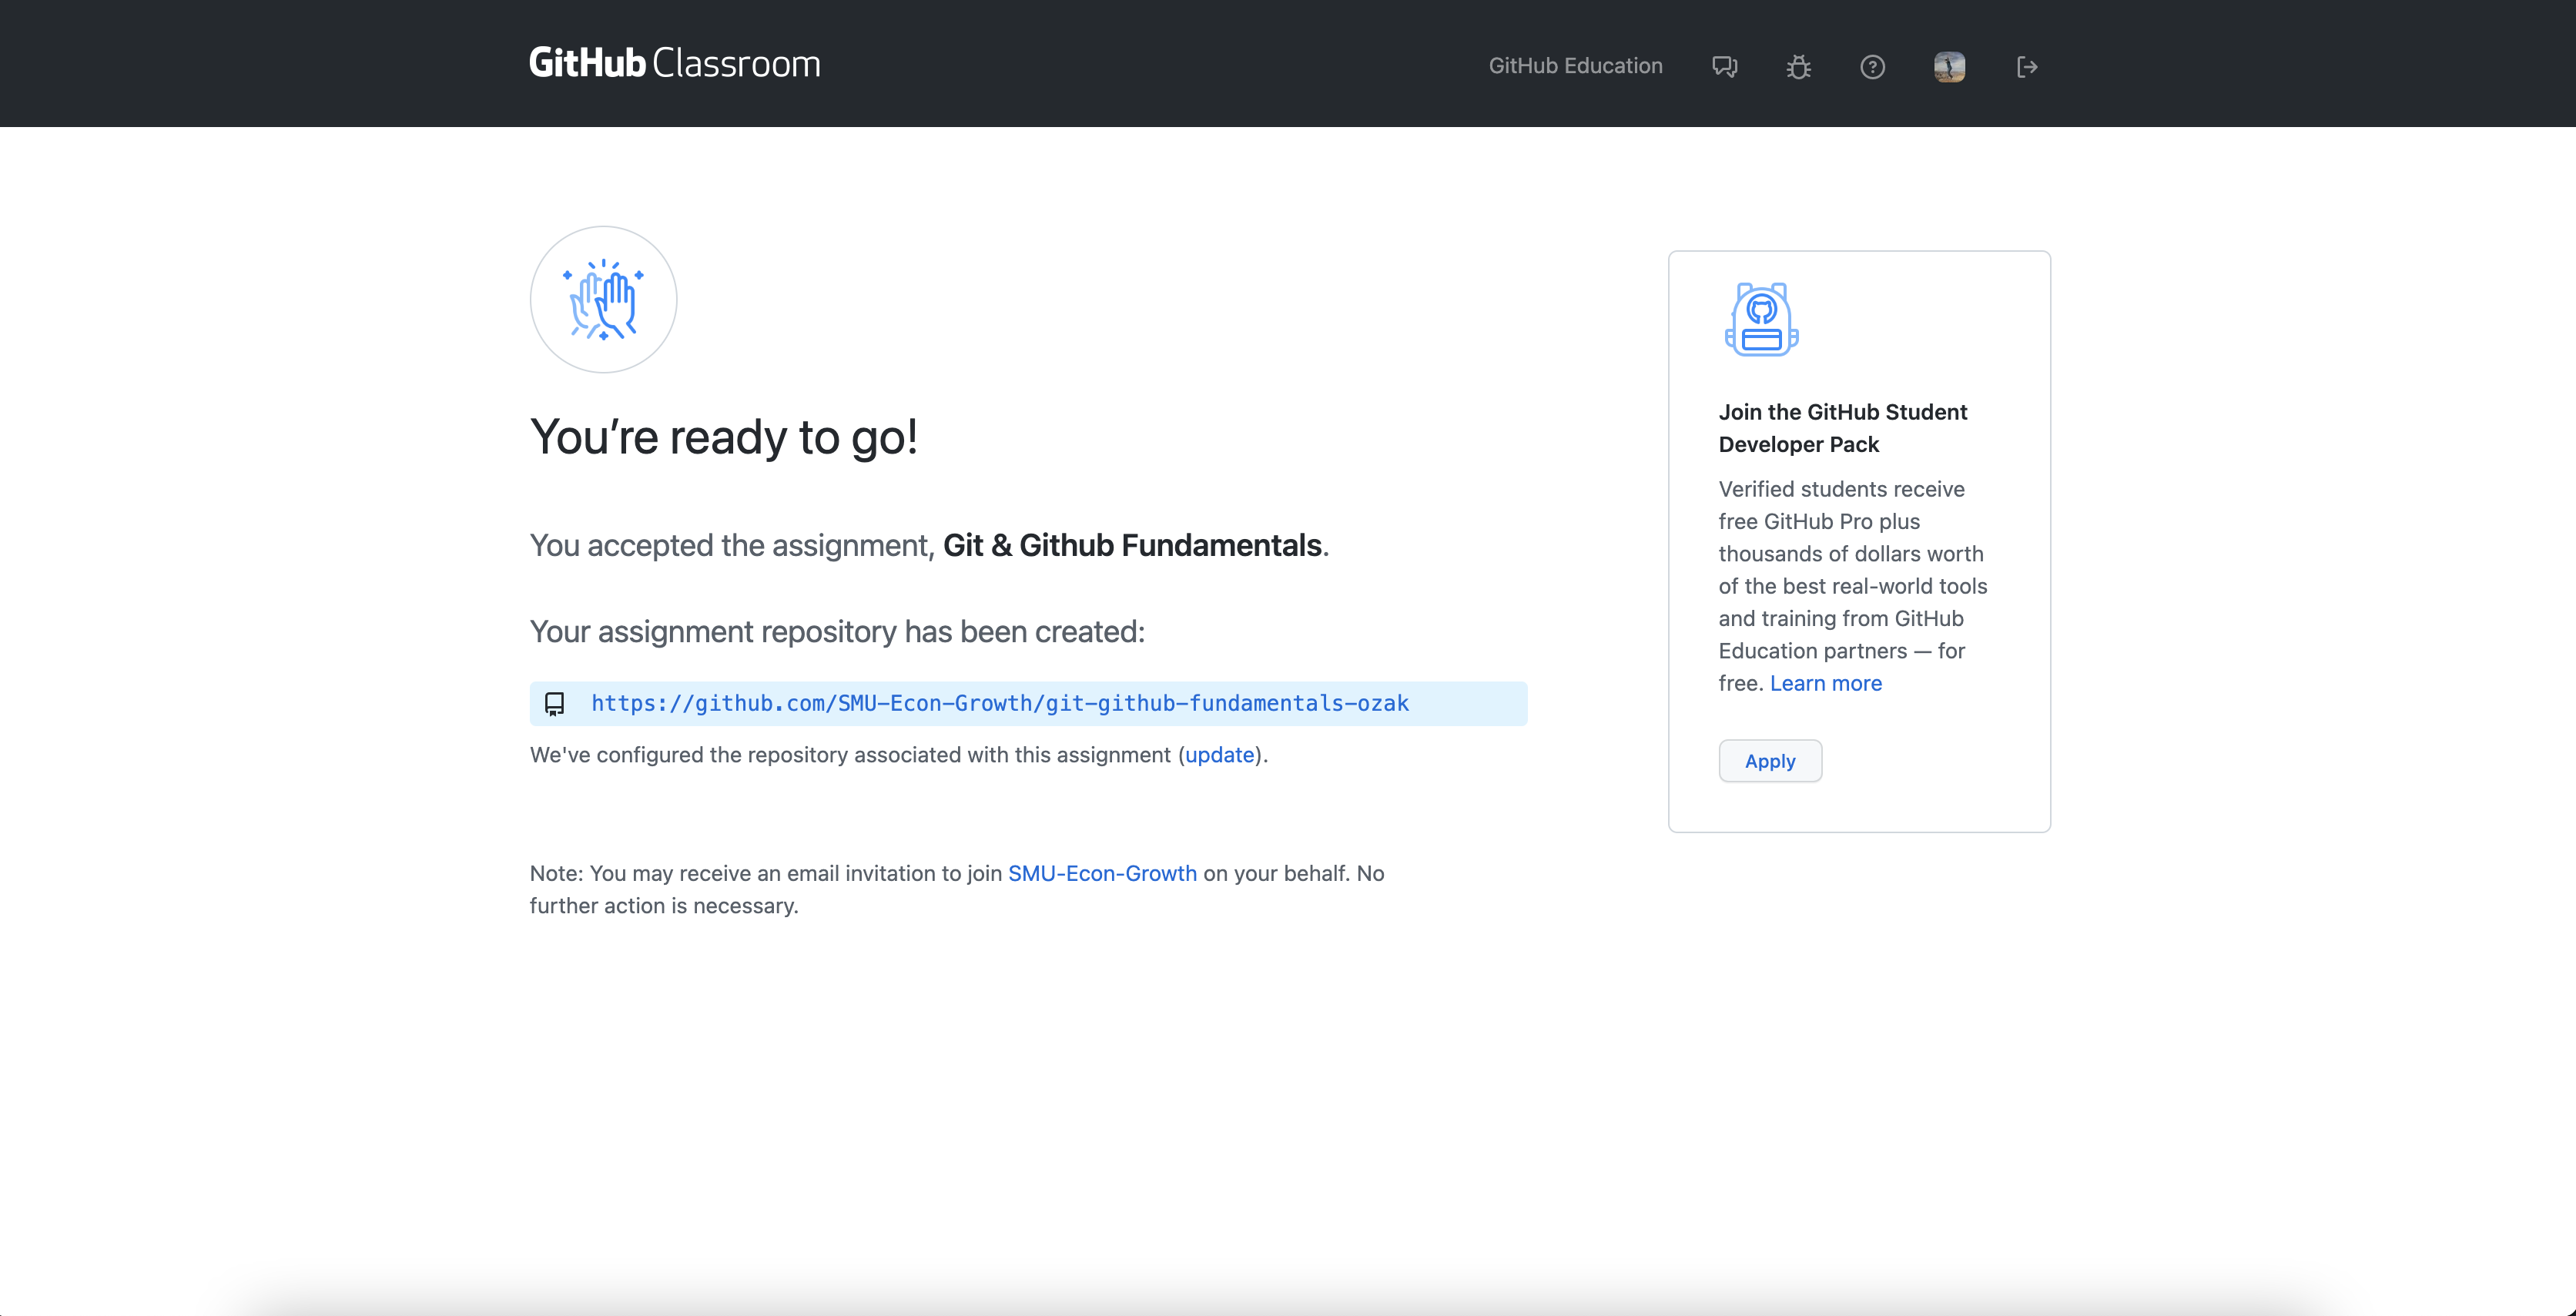 GitHub Classroom
GitHub Education
You’re ready to go!
You accepted the assignment, Git & Github Fundamentals.
Your assignment repository has been created:
https://github.com/SMU-Econ-Growth/git-github-fundamentals-ozak
We've configured the repository associated with this assignment (update).
Note: You may receive an email invitation to join SMU-Econ-Growth on your behalf. No
further action is necessary.
Join the GitHub Student
Developer Pack
Verified students receive
free GitHub Pro plus
thousands of dollars worth
of the best real-world tools
and training from GitHub
Education partners — for
free. Learn more
Apply